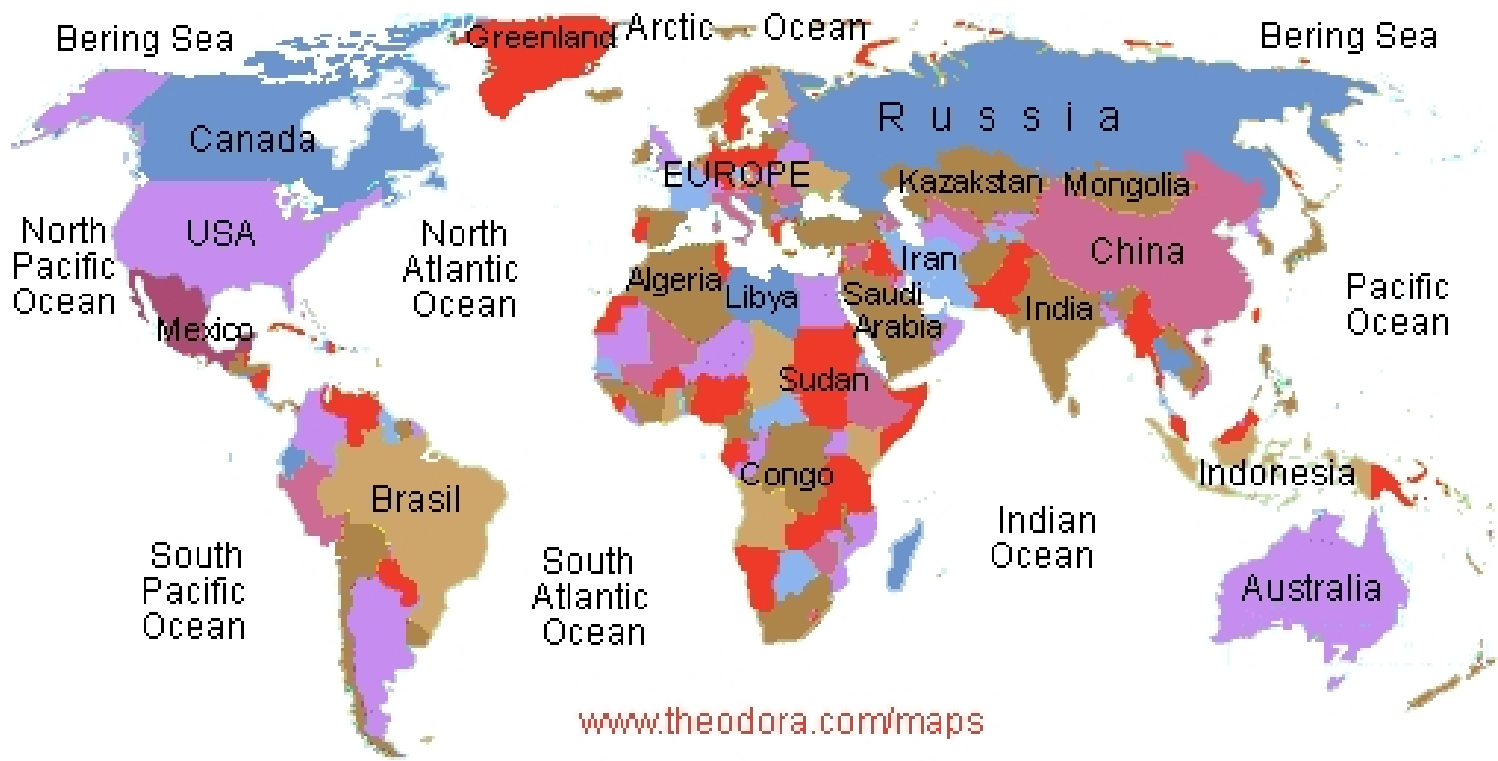 Bering Sea
Greenland
Arctic Ocean
Bering Sea
Canada
Russia
EUROPE
Kazakstan
Mongolia
North
Pacific
Ocean
USA
North
Atlantic
Ocean
China
Iran
Algeria
Libya
Saudi
Arabia
India
Pacific
Ocean
Mexico
Sudan
Congo
Indonesia
Brasil
Indian
Ocean
South
Pacific
Ocean
South
Atlantic
Ocean
Australia
www.theodora.com/maps